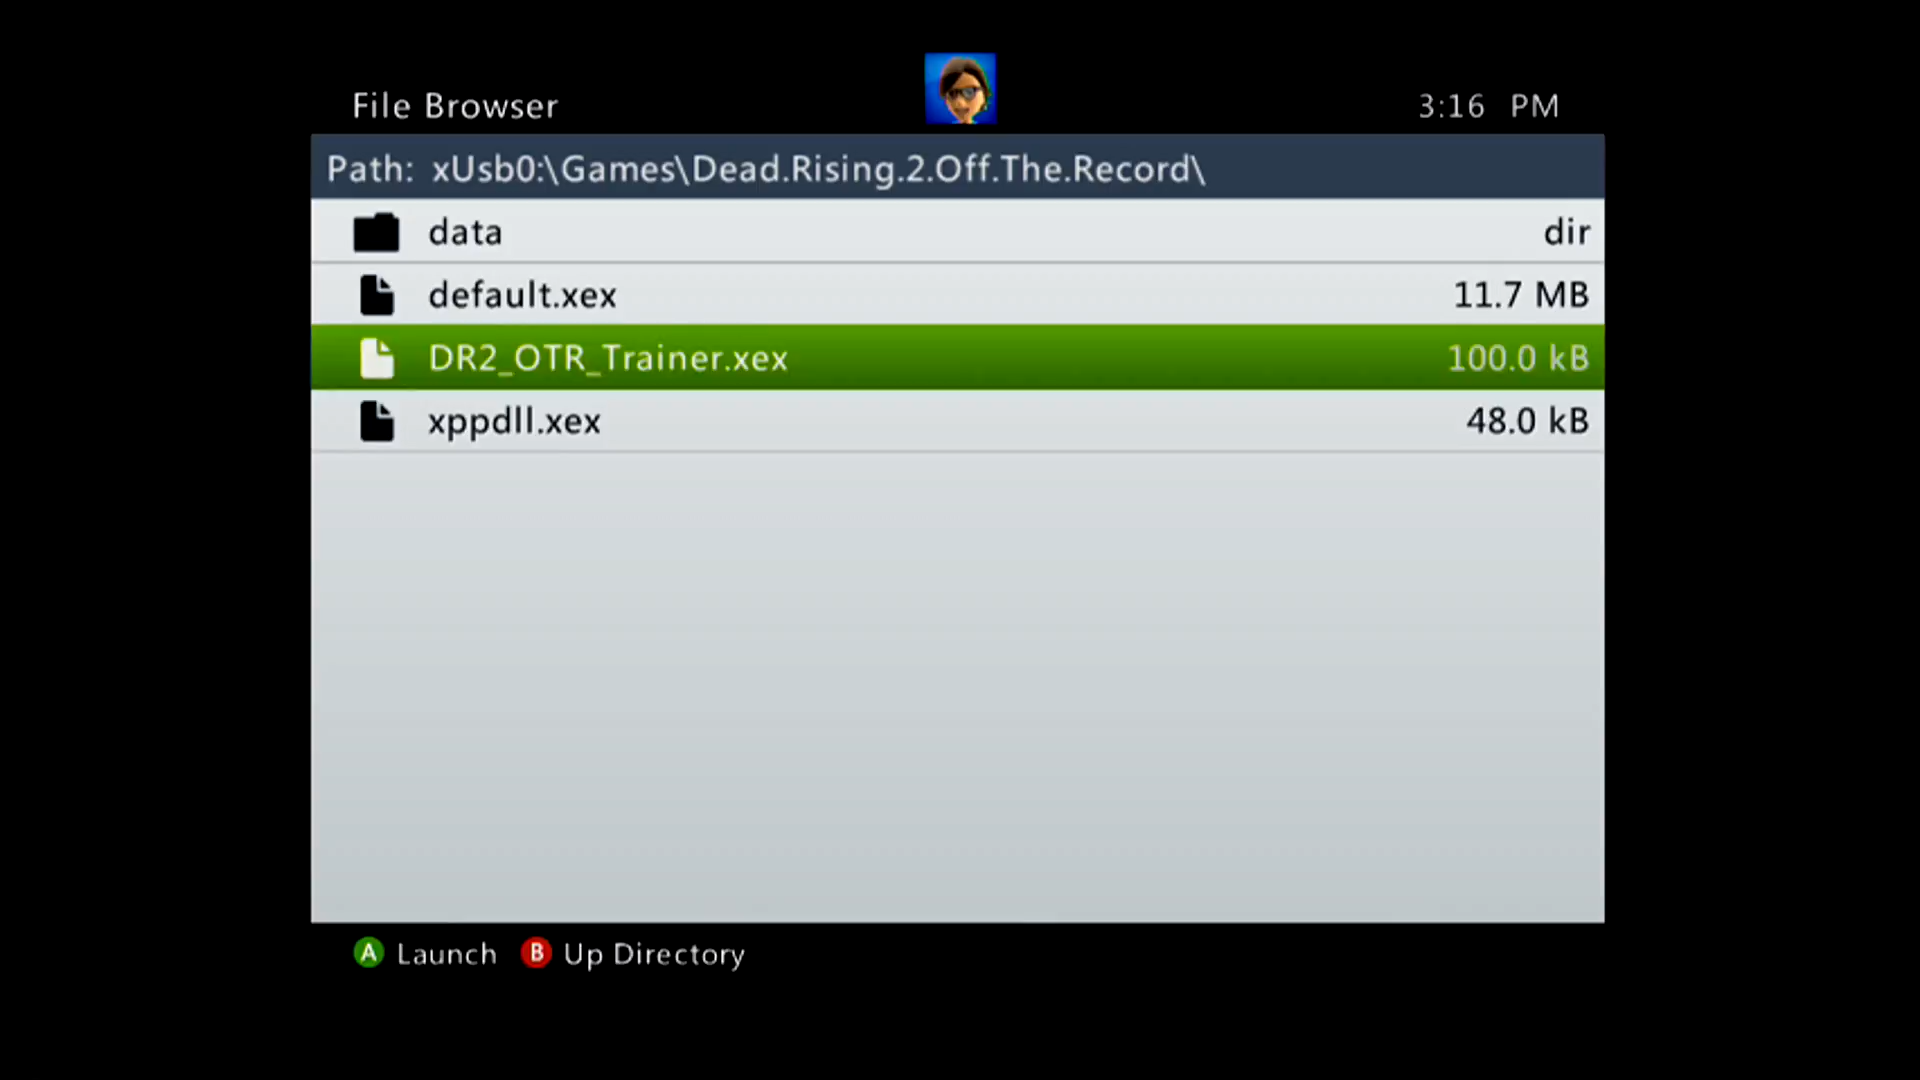 File Browser
3:16 PM
Path: xUsb0:\Games\Dead.Rising.2.Off.The.Record\
data dir
default.xex 11.7 MB
DR2_OTR_Trainer.xex 100.0 kB
xppdll.xex 48.0 kB
A Launch B Up Directory